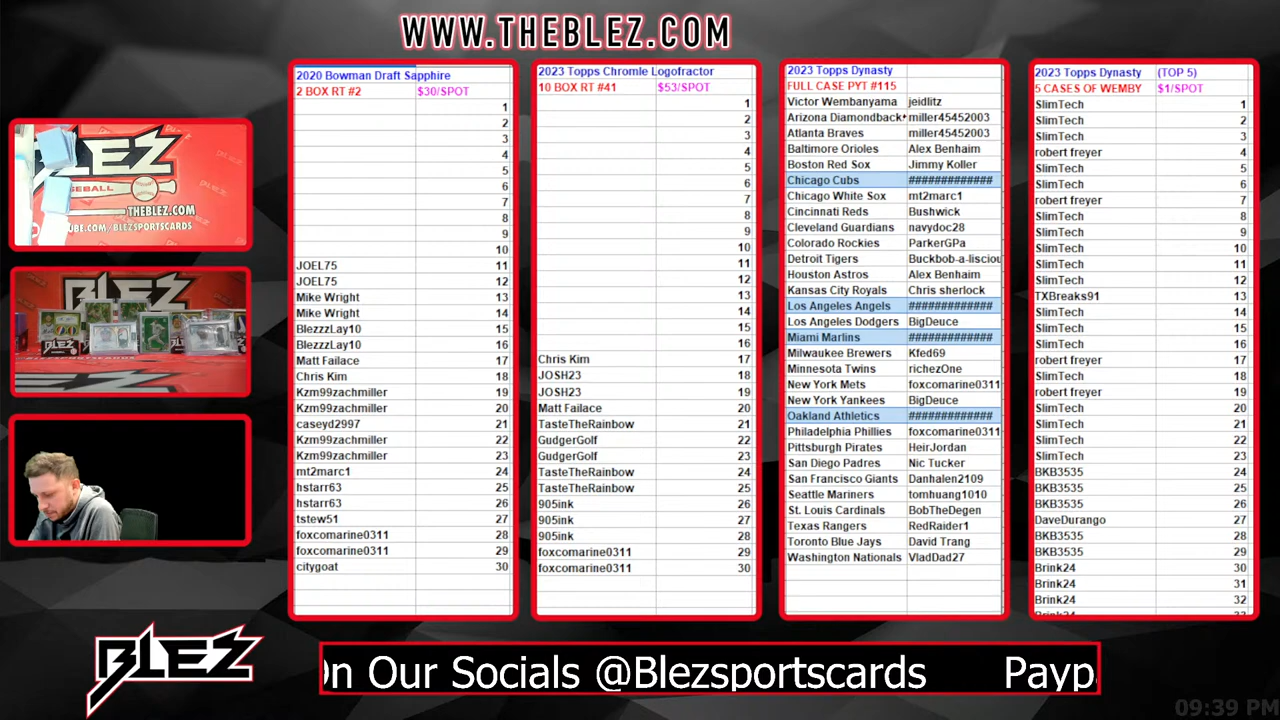 WWW.THEBLEZ.COM
BLEZ
BASEBALL
THEBLEZ.COM
UBE.COM/BLEZSPORTSCARDS
BLEZ
2020 Bowman Draft Sapphire
2 BOX RT #2 $30/SPOT
1
2
3
4
5
6
7
8
9
10
JOEL75 11
JOEL75 12
Mike Wright 13
Mike Wright 14
BlezzzLay10 15
BlezzzLay10 16
Matt Failace 17
Chris Kim 18
Kzm99zachmiller 19
Kzm99zachmiller 20
caseyd2997 21
Kzm99zachmiller 22
Kzm99zachmiller 23
mt2marc1 24
hstarr63 25
hstarr63 26
tstew51 27
foxcomarine0311 28
foxcomarine0311 29
citygoat 30
2023 Topps Chromle Logofractor
10 BOX RT #41 $53/SPOT
1
2
3
4
5
6
7
8
9
10
11
12
13
14
15
16
Chris Kim 17
JOSH23 18
JOSH23 19
Matt Failace 20
TasteTheRainbow 21
GudgerGolf 22
GudgerGolf 23
TasteTheRainbow 24
TasteTheRainbow 25
905ink 26
905ink 27
905ink 28
foxcomarine0311 29
foxcomarine0311 30
2023 Topps Dynasty
FULL CASE PYT #115
Victor Wembanyama jeidlitz
Arizona Diamondback miller45452003
Atlanta Braves miller45452003
Baltimore Orioles Alex Benhaim
Boston Red Sox Jimmy Koller
Chicago Cubs #############
Chicago White Sox mt2marc1
Cincinnati Reds Bushwick
Cleveland Guardians navydoc28
Colorado Rockies ParkerGPa
Detroit Tigers Buckbob-a-lisciou
Houston Astros Alex Benhaim
Kansas City Royals Chris sherlock
Los Angeles Angels #############
Los Angeles Dodgers BigDeuce
Miami Marlins #############
Milwaukee Brewers Kfed69
Minnesota Twins richezOne
New York Mets foxcomarine0311
New York Yankees BigDeuce
Oakland Athletics #############
Philadelphia Phillies foxcomarine0311
Pittsburgh Pirates HeirJordan
San Diego Padres Nic Tucker
San Francisco Giants Danhalen2109
Seattle Mariners tomhuang1010
St. Louis Cardinals BobTheDegen
Texas Rangers RedRaider1
Toronto Blue Jays David Trang
Washington Nationals VladDad27
2023 Topps Dynasty (TOP 5)
5 CASES OF WEMBY $1/SPOT
SlimTech 1
SlimTech 2
SlimTech 3
robert freyer 4
SlimTech 5
SlimTech 6
robert freyer 7
SlimTech 8
SlimTech 9
SlimTech 10
SlimTech 11
SlimTech 12
TXBreaks91 13
SlimTech 14
SlimTech 15
SlimTech 16
robert freyer 17
SlimTech 18
robert freyer 19
SlimTech 20
SlimTech 21
SlimTech 22
SlimTech 23
BKB3535 24
BKB3535 25
BKB3535 26
DaveDurango 27
BKB3535 28
BKB3535 29
Brink24 30
Brink24 31
Brink24 32
Brink24 33
BLEZ
On Our Socials @Blezsportscards Payp
09:39 PM